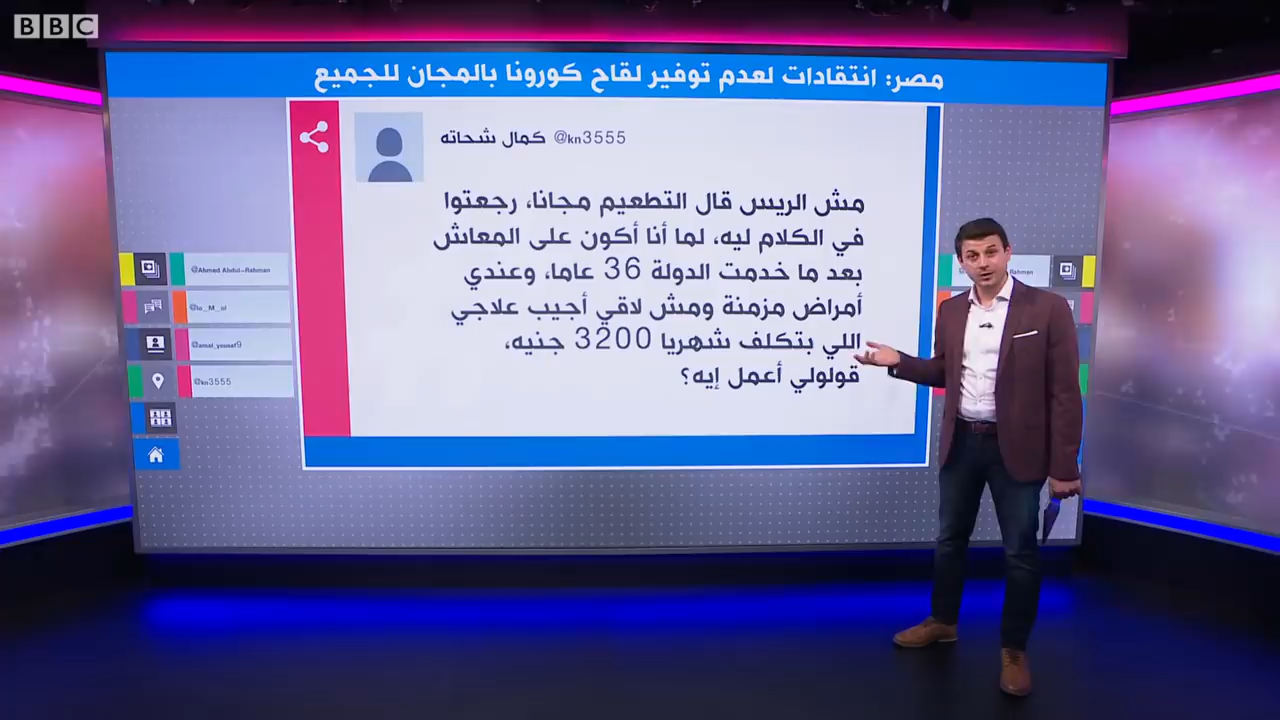 BBC
مصر: انتقادات لعدم توفير لقاح كورونا بالمجان للجميع
كمال شحاته @kn3555
مش الريس قال التطعيم مجانا، رجعتوا
في الكلام ليه، لما أنا أكون على المعاش
بعد ما خدمت الدولة 36 عاما، وعندي
أمراض مزمنة ومش لاقي أجيب علاجي
اللي بتكلف شهريا 3200 جنيه،
قولولي أعمل إيه؟
@Ahmed Abdul-Rahman
@amal_yousef9
@kn3555